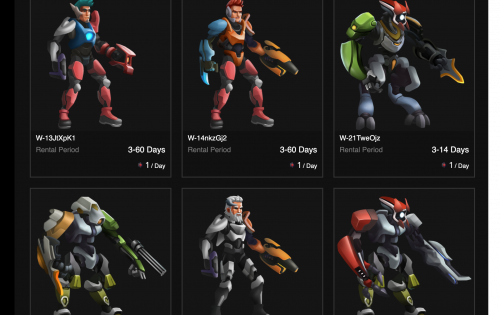 W-13JtXpK1
Rental Period 3-60 Days
1 / Day
W-14nkzGj2
Rental Period 3-60 Days
1 / Day
W-21TweOjz
Rental Period 3-14 Days
1 / Day